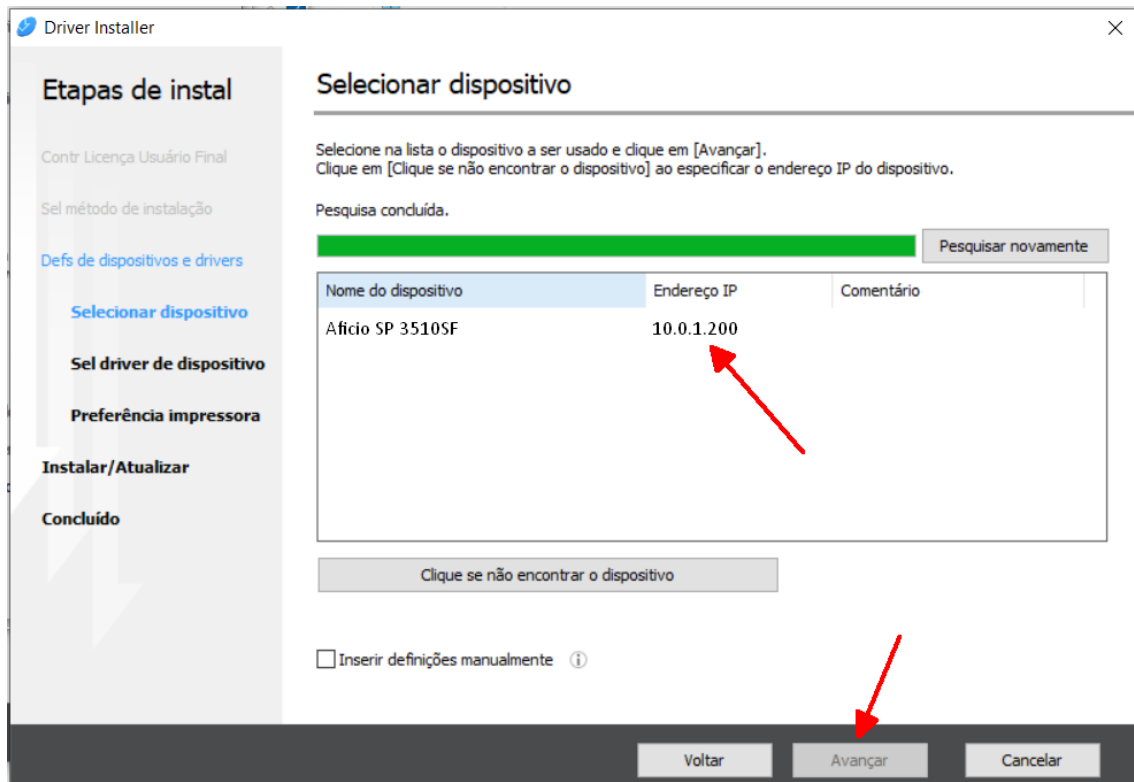 Driver Installer
Etapas de instal
Contr Licença Usuário Final
Sel método de instalação
Defs de dispositivos e drivers
Selecionar dispositivo
Sel driver de dispositivo
Preferência impressora
Instalar/Atualizar
Concluído
Selecionar dispositivo
Selecione na lista o dispositivo a ser usado e clique em [Avançar].
Clique em [Clique se não encontrar o dispositivo] ao especificar o endereço IP do dispositivo.
Pesquisa concluída.
Pesquisar novamente
Nome do dispositivo Endereço IP Comentário
Aficio SP 3510SF 10.0.1.200
Clique se não encontrar o dispositivo
Inserir definições manualmente
Voltar Avançar Cancelar